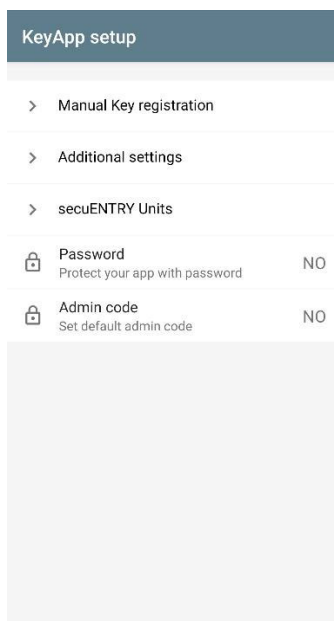 KeyApp setup
Manual Key registration
Additional settings
secuENTRY Units
Password
Protect your app with password
NO
Admin code
Set default admin code
NO